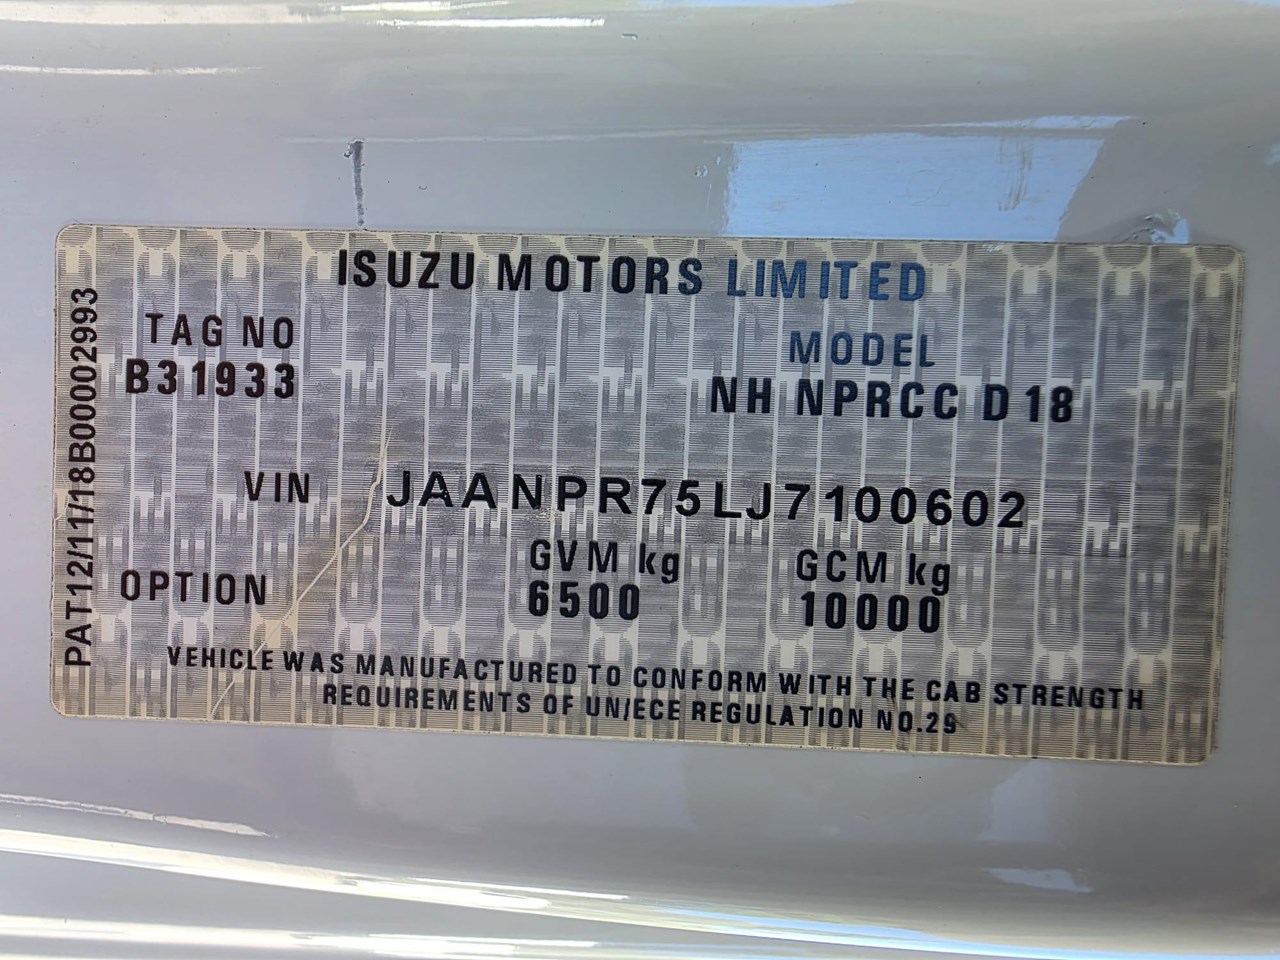 ISUZU MOTORS LIMITED
TAG NO
B31933
MODEL
NH NPRCC D18
VIN JAANPR75LJ7100602
GVM kg
6500
GCM kg
10000
OPTION
VEHICLE WAS MANUFACTURED TO CONFORM WITH THE CAB STRENGTH
REQUIREMENTS OF UN/ECE REGULATION NO.29
PAT12/11/18B00002993